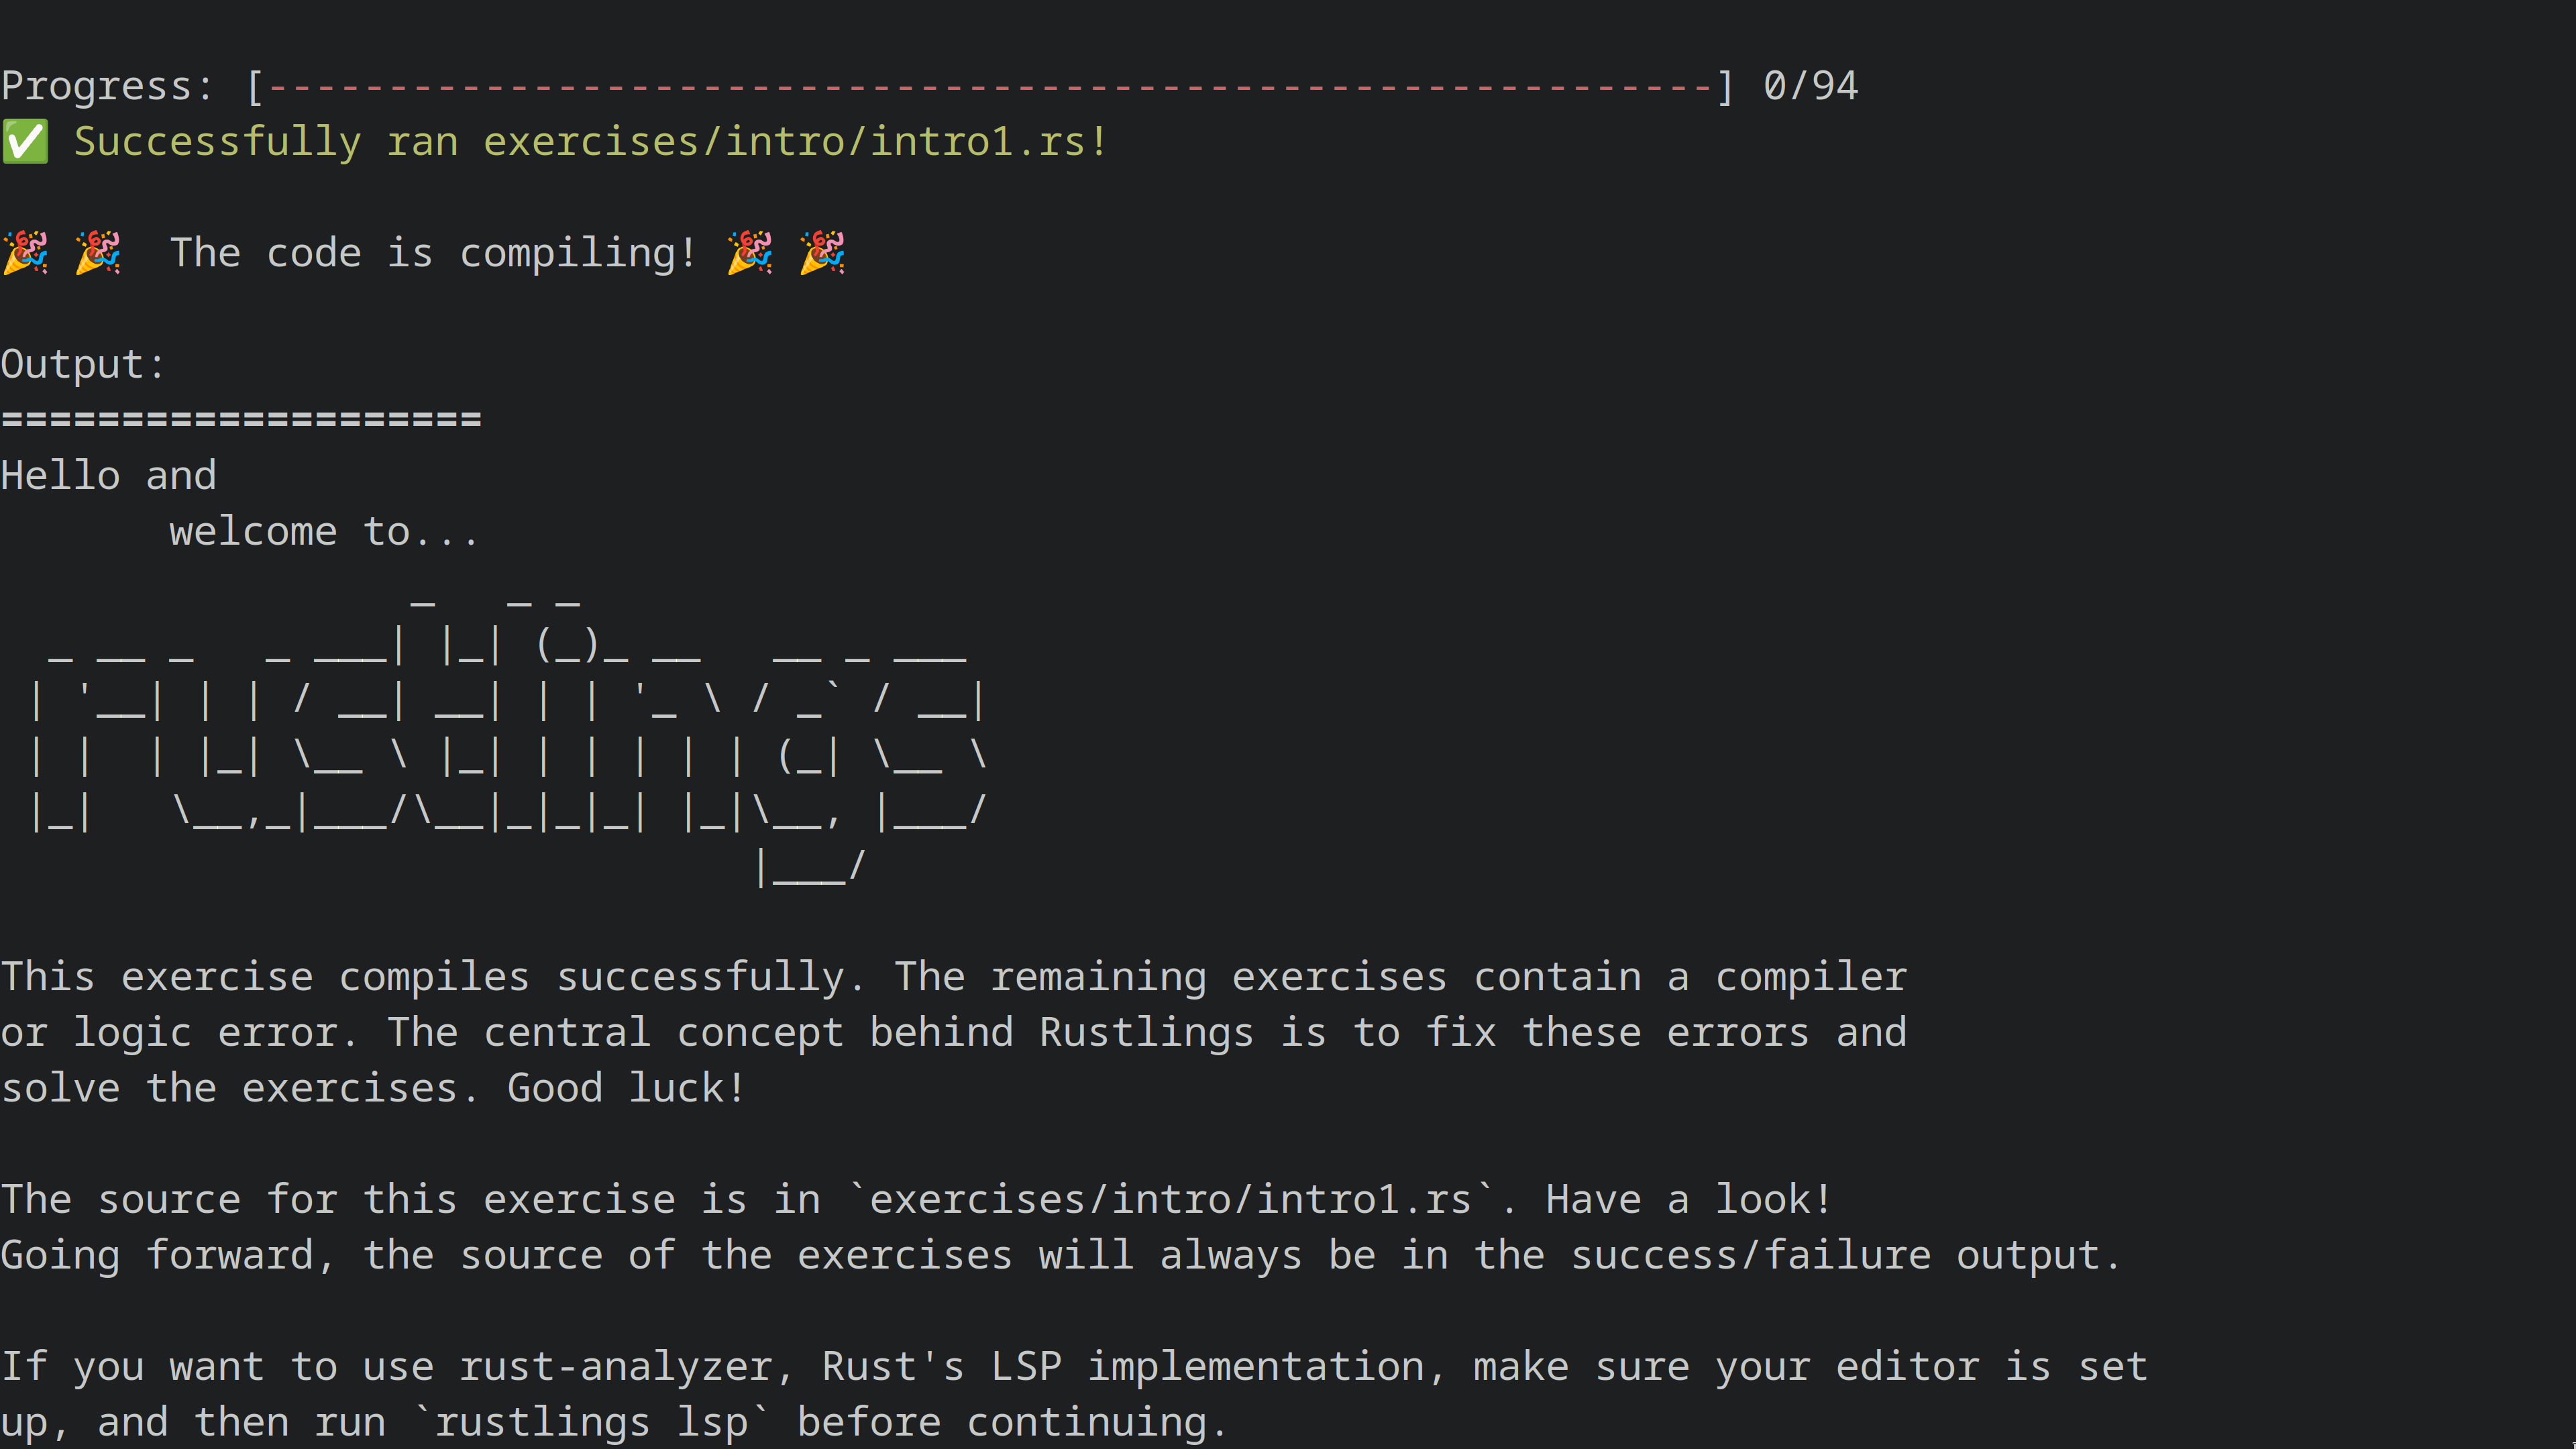 Progress: [------------------------------------------------------------] 0/94
✅ Successfully ran exercises/intro/intro1.rs!
🎉 🎉  The code is compiling! 🎉 🎉
Output:
====================
Hello and
       welcome to...
                 _   _ _
  _ __ _   _ ___| |_| (_)_ __   __ _ ___
 | '__| | | / __| __| | | '_ \ / _` / __|
 | |  | |_| \__ \ |_| | | | | | (_| \__ \
 |_|   \__,_|___/\__|_|_|_| |_|\__, |___/
                               |___/
This exercise compiles successfully. The remaining exercises contain a compiler
or logic error. The central concept behind Rustlings is to fix these errors and
solve the exercises. Good luck!
The source for this exercise is in `exercises/intro/intro1.rs`. Have a look!
Going forward, the source of the exercises will always be in the success/failure output.
If you want to use rust-analyzer, Rust's LSP implementation, make sure your editor is set
up, and then run `rustlings lsp` before continuing.